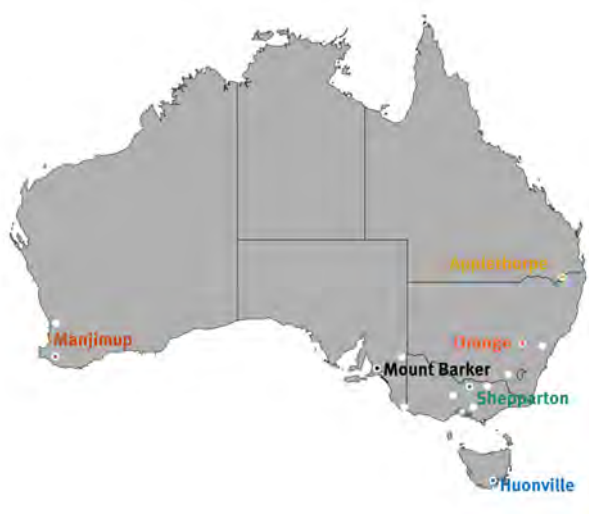 Applethorpe
Manjimup
Orange
Mount Barker
Shepparton
Huonville